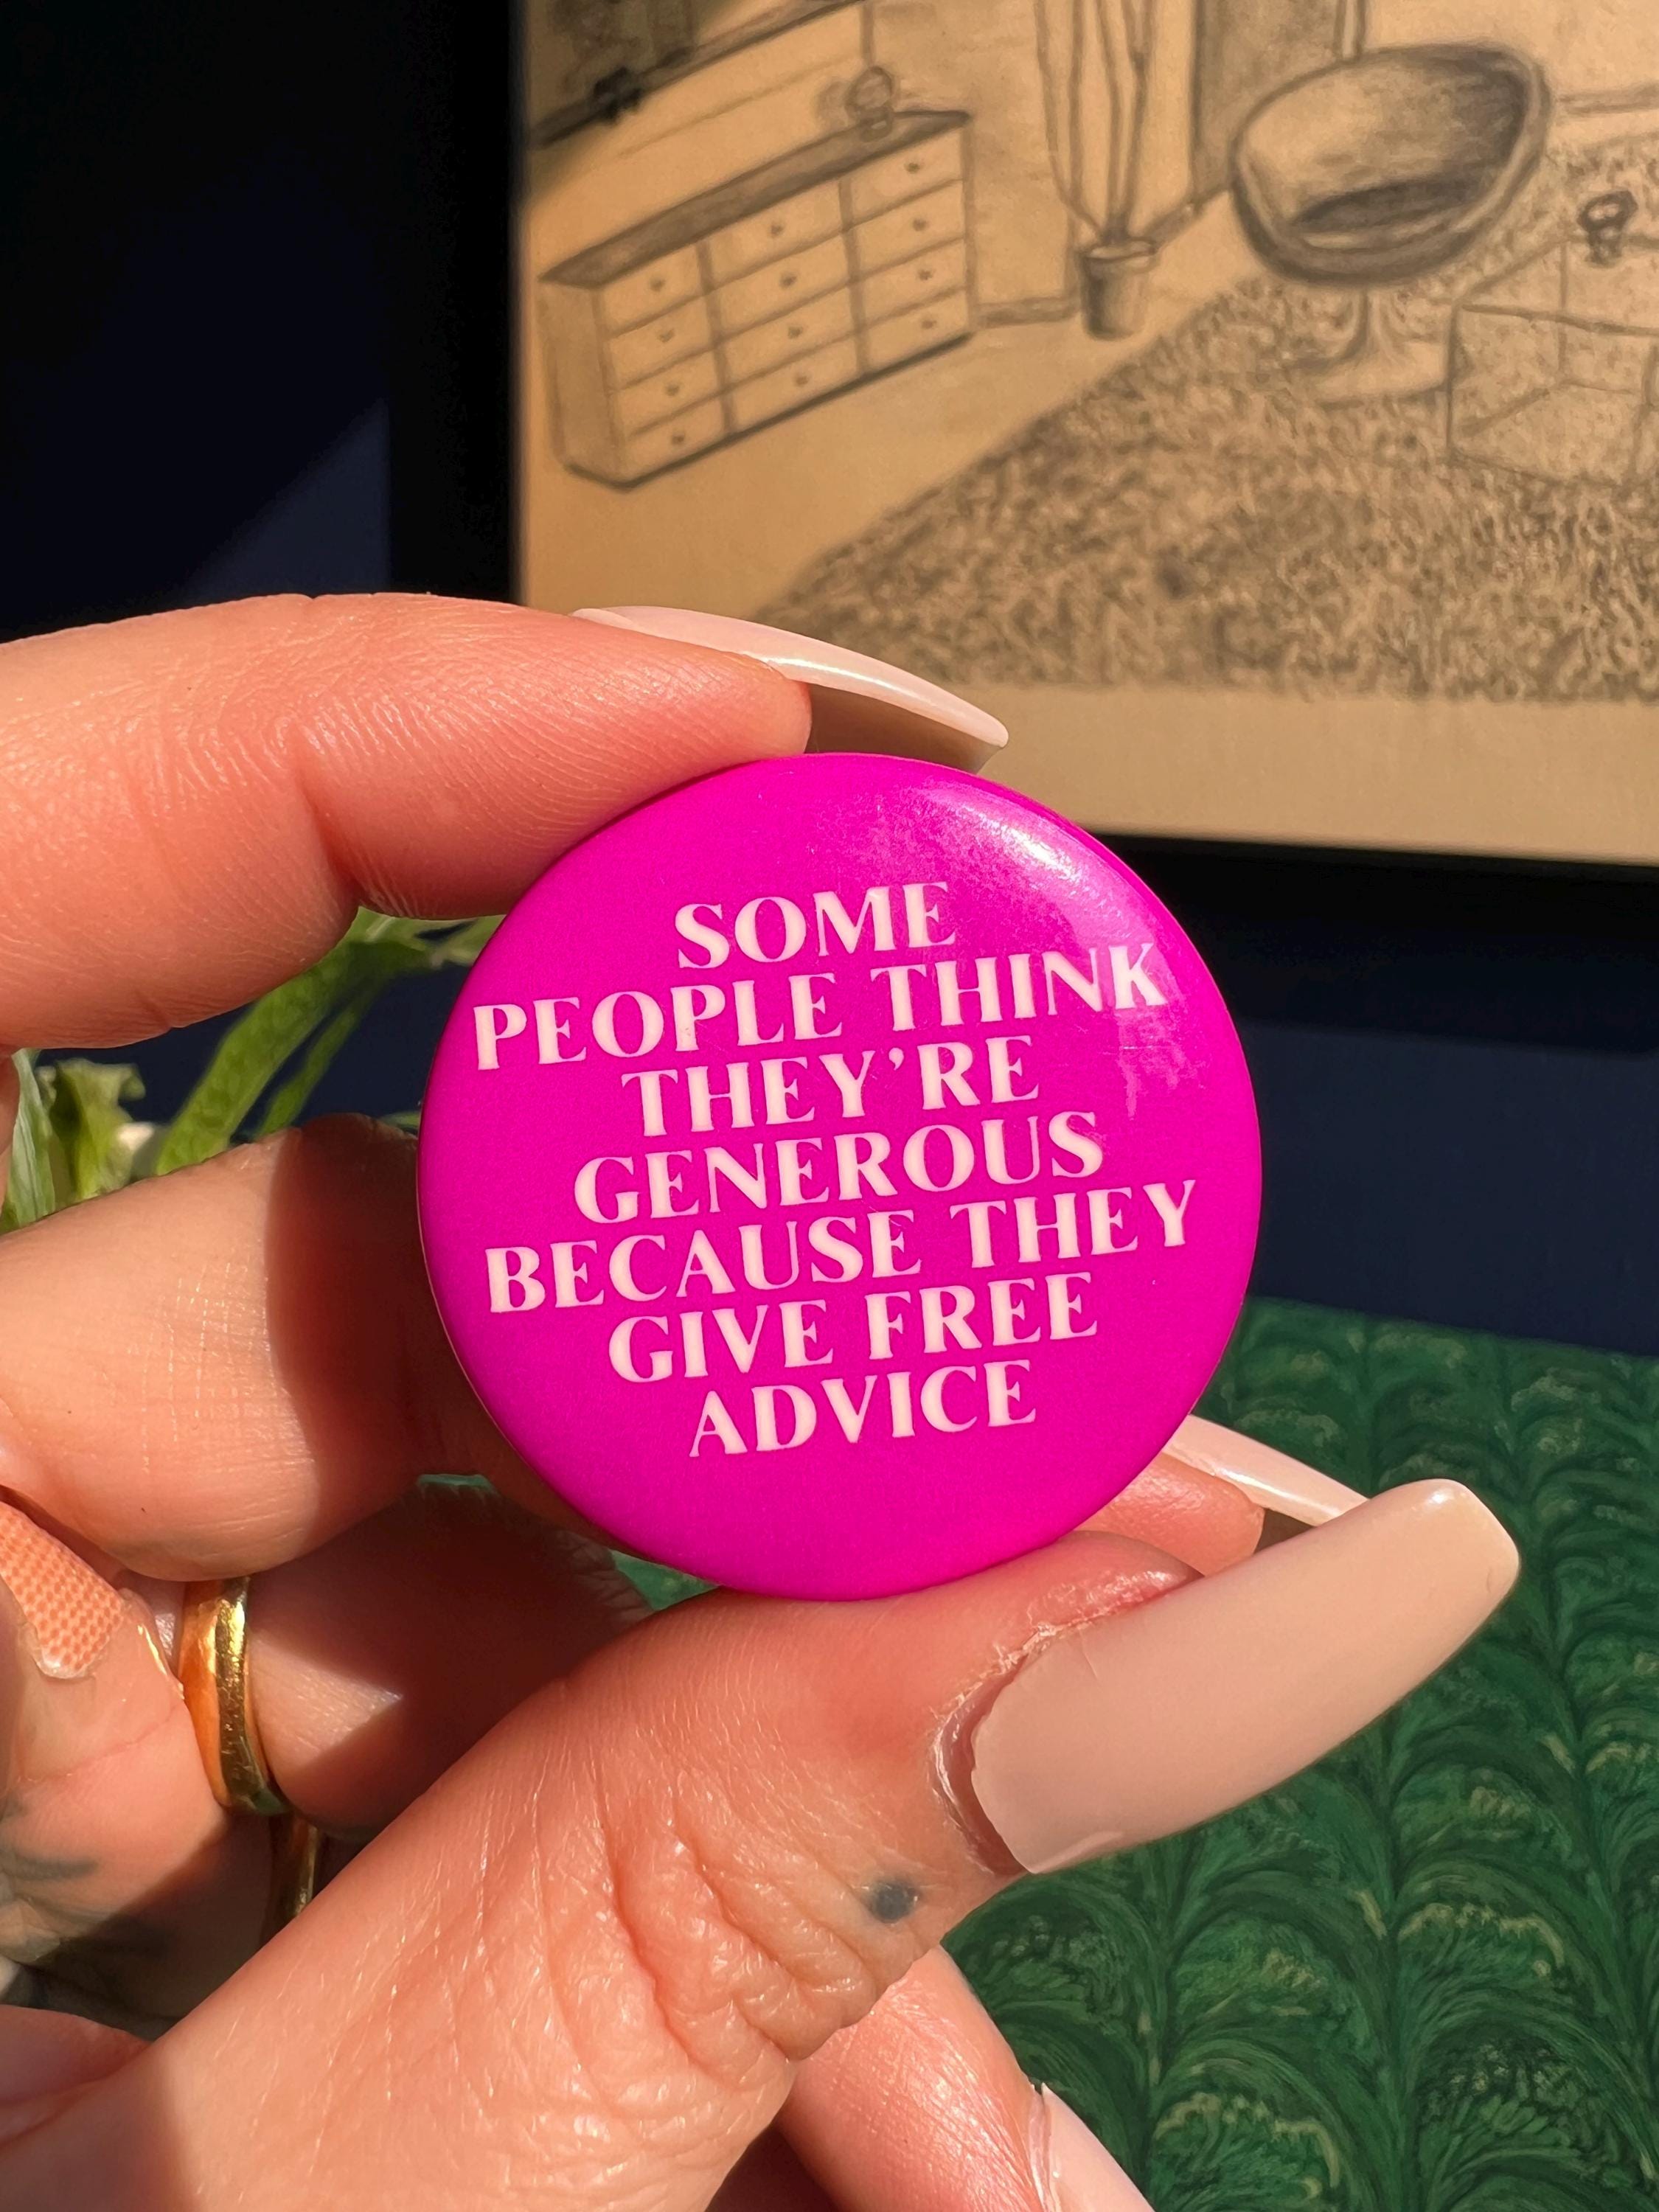 SOME
PEOPLE THINK
THEY'RE
GENEROUS
BECAUSE THEY
GIVE FREE
ADVICE